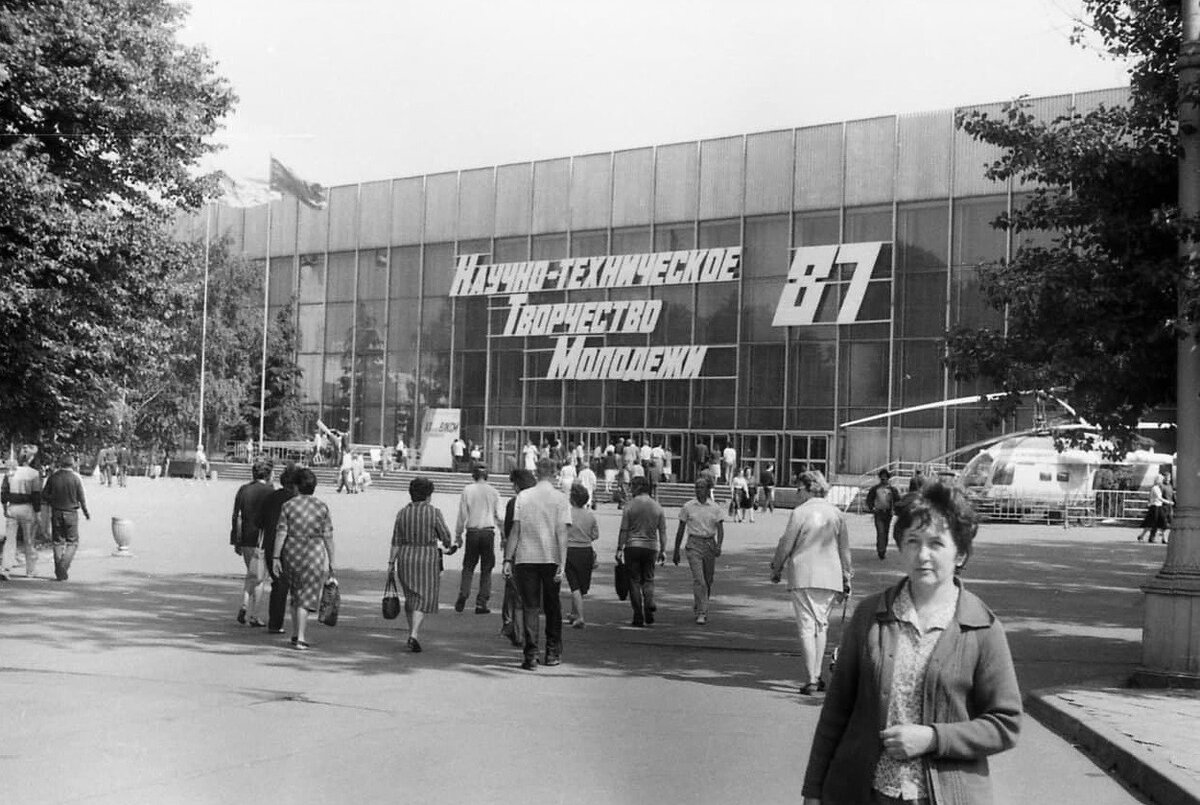 Научно-техническое
Творчество
Молодежи
87